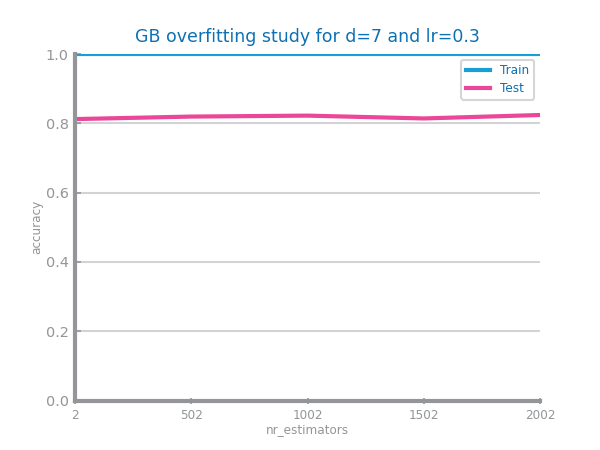 GB overfitting study for d=7 and lr=0.3
1.0
Train
Test
0.8
0.6
accuracy
0.4
0.2
0.0
2 502 1002 1502 2002
nr_estimators